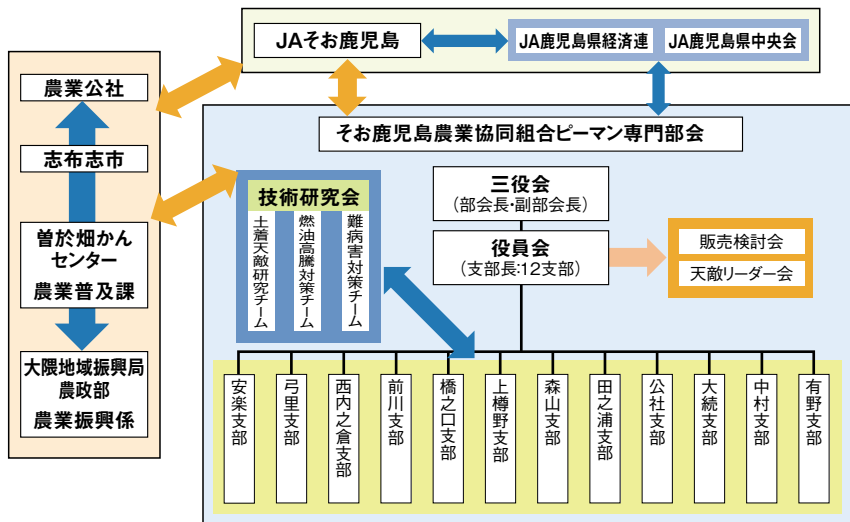 JAそお鹿児島
JA鹿児島県経済連
JA鹿児島県中央会
農業公社
志布志市
曽於畑かん
センター
農業普及課
大隈地域振興局
農政部
農業振興係
そお鹿児島農業協同組合ピーマン専門部会
技術研究会
土着天敵研究チーム
燃油高騰対策チーム
難病害対策チーム
三役会
(部会長・副部会長)
役員会
(支部長:12支部)
販売検討会
天敵リーダー会
安楽支部
弓里支部
西内之倉支部
前川支部
橋之口支部
上樽野支部
森山支部
田之浦支部
公社支部
大続支部
中村支部
有野支部